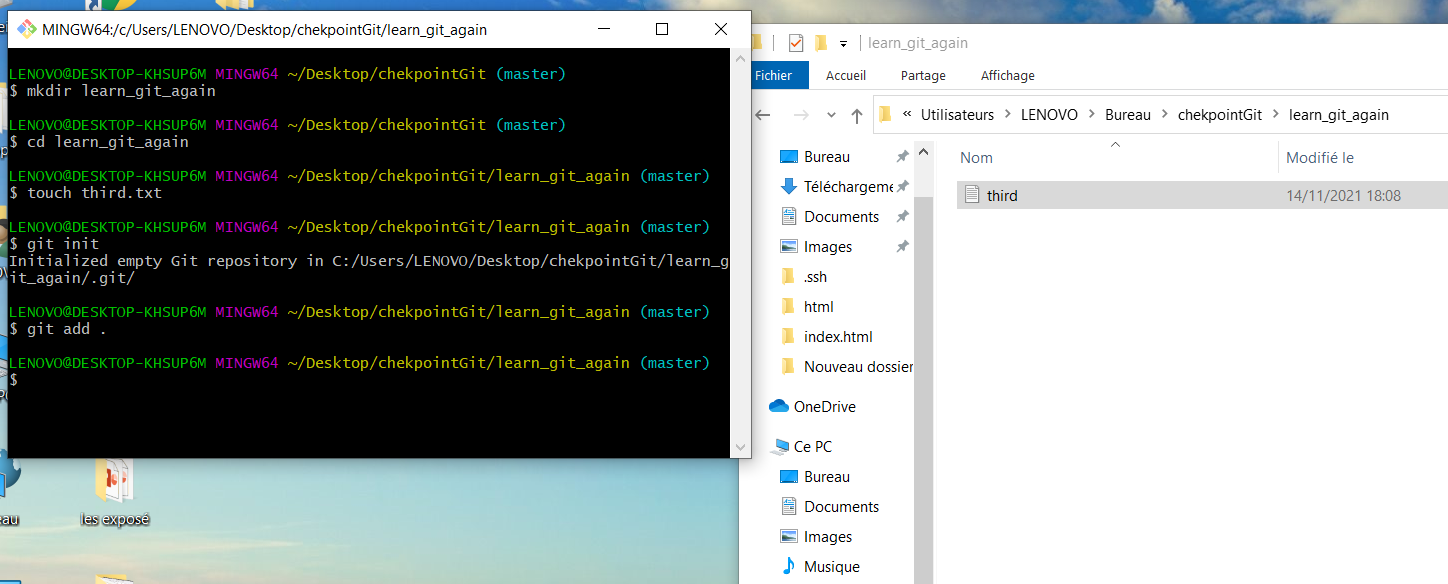 MINGW64:/c/Users/LENOVO/Desktop/chekpointGit/learn_git_again
LENOVO@DESKTOP-KHSUP6M MINGW64 ~/Desktop/chekpointGit (master)
$ mkdir learn_git_again
LENOVO@DESKTOP-KHSUP6M MINGW64 ~/Desktop/chekpointGit (master)
$ cd learn_git_again
LENOVO@DESKTOP-KHSUP6M MINGW64 ~/Desktop/chekpointGit/learn_git_again (master)
$ touch third.txt
LENOVO@DESKTOP-KHSUP6M MINGW64 ~/Desktop/chekpointGit/learn_git_again (master)
$ git init
Initialized empty Git repository in C:/Users/LENOVO/Desktop/chekpointGit/learn_g
it_again/.git/
LENOVO@DESKTOP-KHSUP6M MINGW64 ~/Desktop/chekpointGit/learn_git_again (master)
$ git add .
LENOVO@DESKTOP-KHSUP6M MINGW64 ~/Desktop/chekpointGit/learn_git_again (master)
$
les exposé
learn_git_again
Fichier Accueil Partage Affichage
« Utilisateurs > LENOVO > Bureau > chekpointGit > learn_git_again
Nom Modifié le
third 14/11/2021 18:08
Bureau
Téléchargeme
Documents
Images
.ssh
html
index.html
Nouveau dossier
OneDrive
Ce PC
Bureau
Documents
Images
Musique